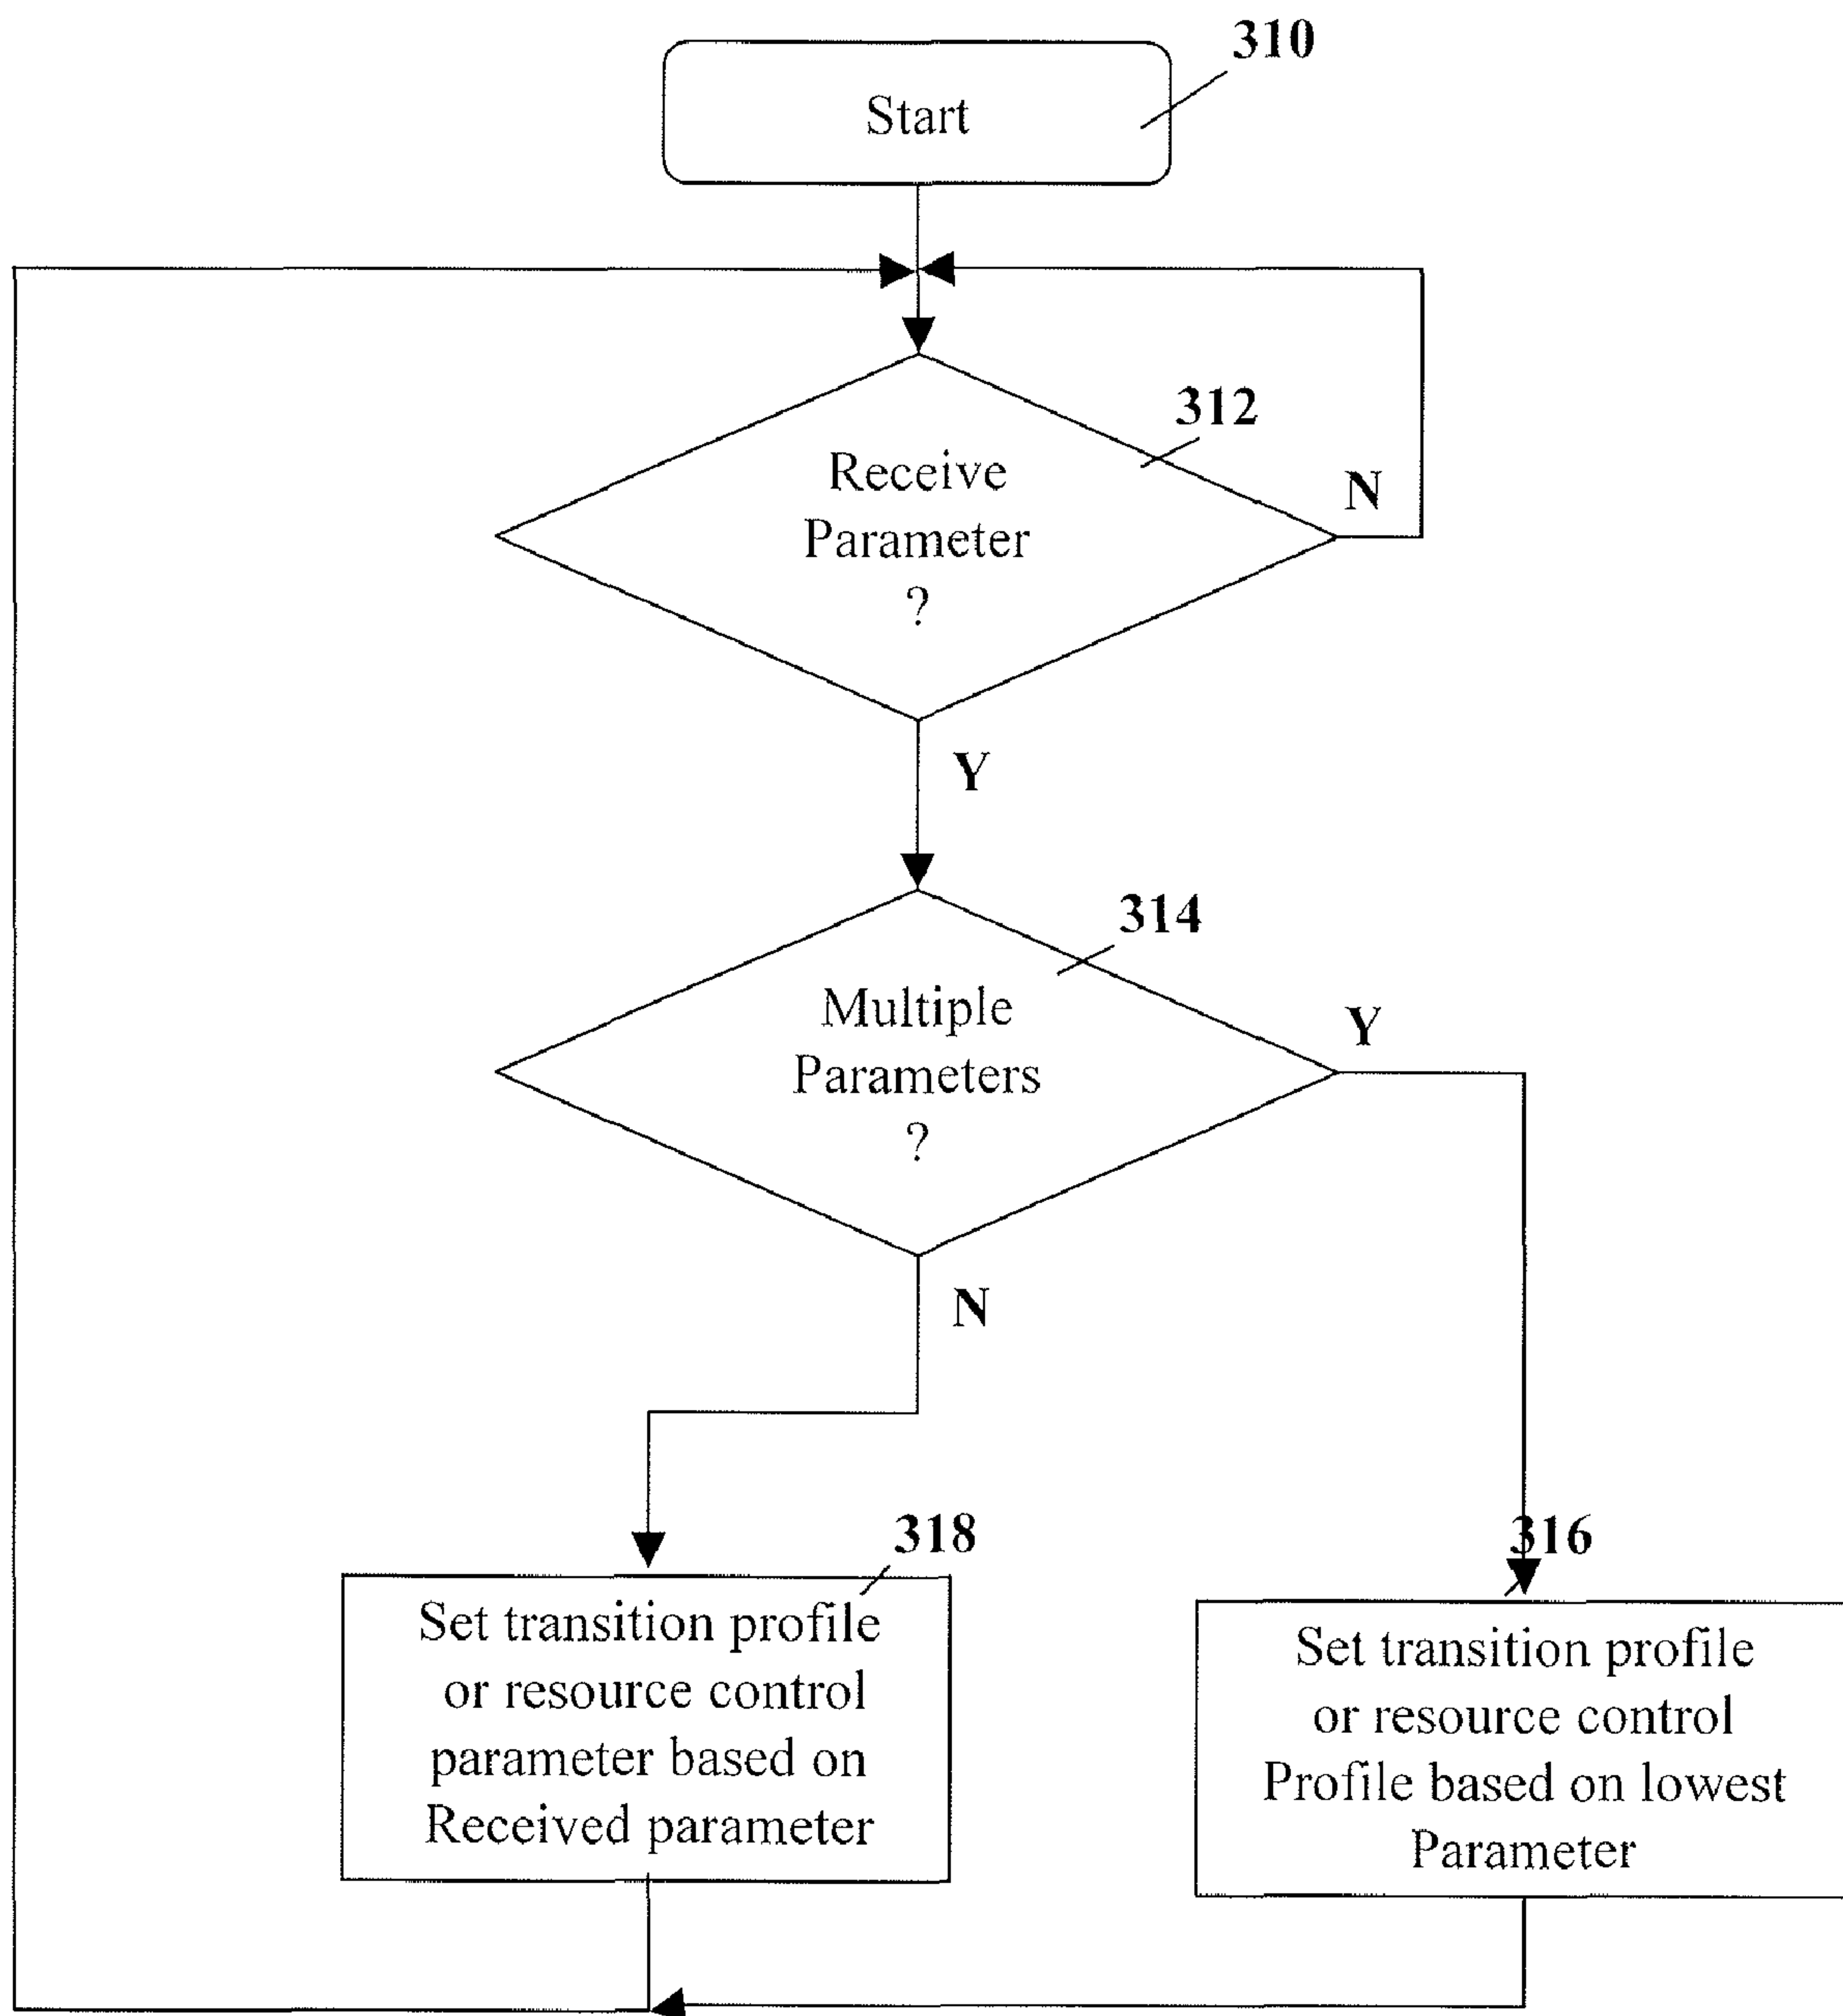 310
Start
312
Receive
Parameter
?
N
Y
314
Multiple
Parameters
?
Y
N
318
Set transition profile
or resource control
parameter based on
Received parameter
316
Set transition profile
or resource control
Profile based on lowest
Parameter